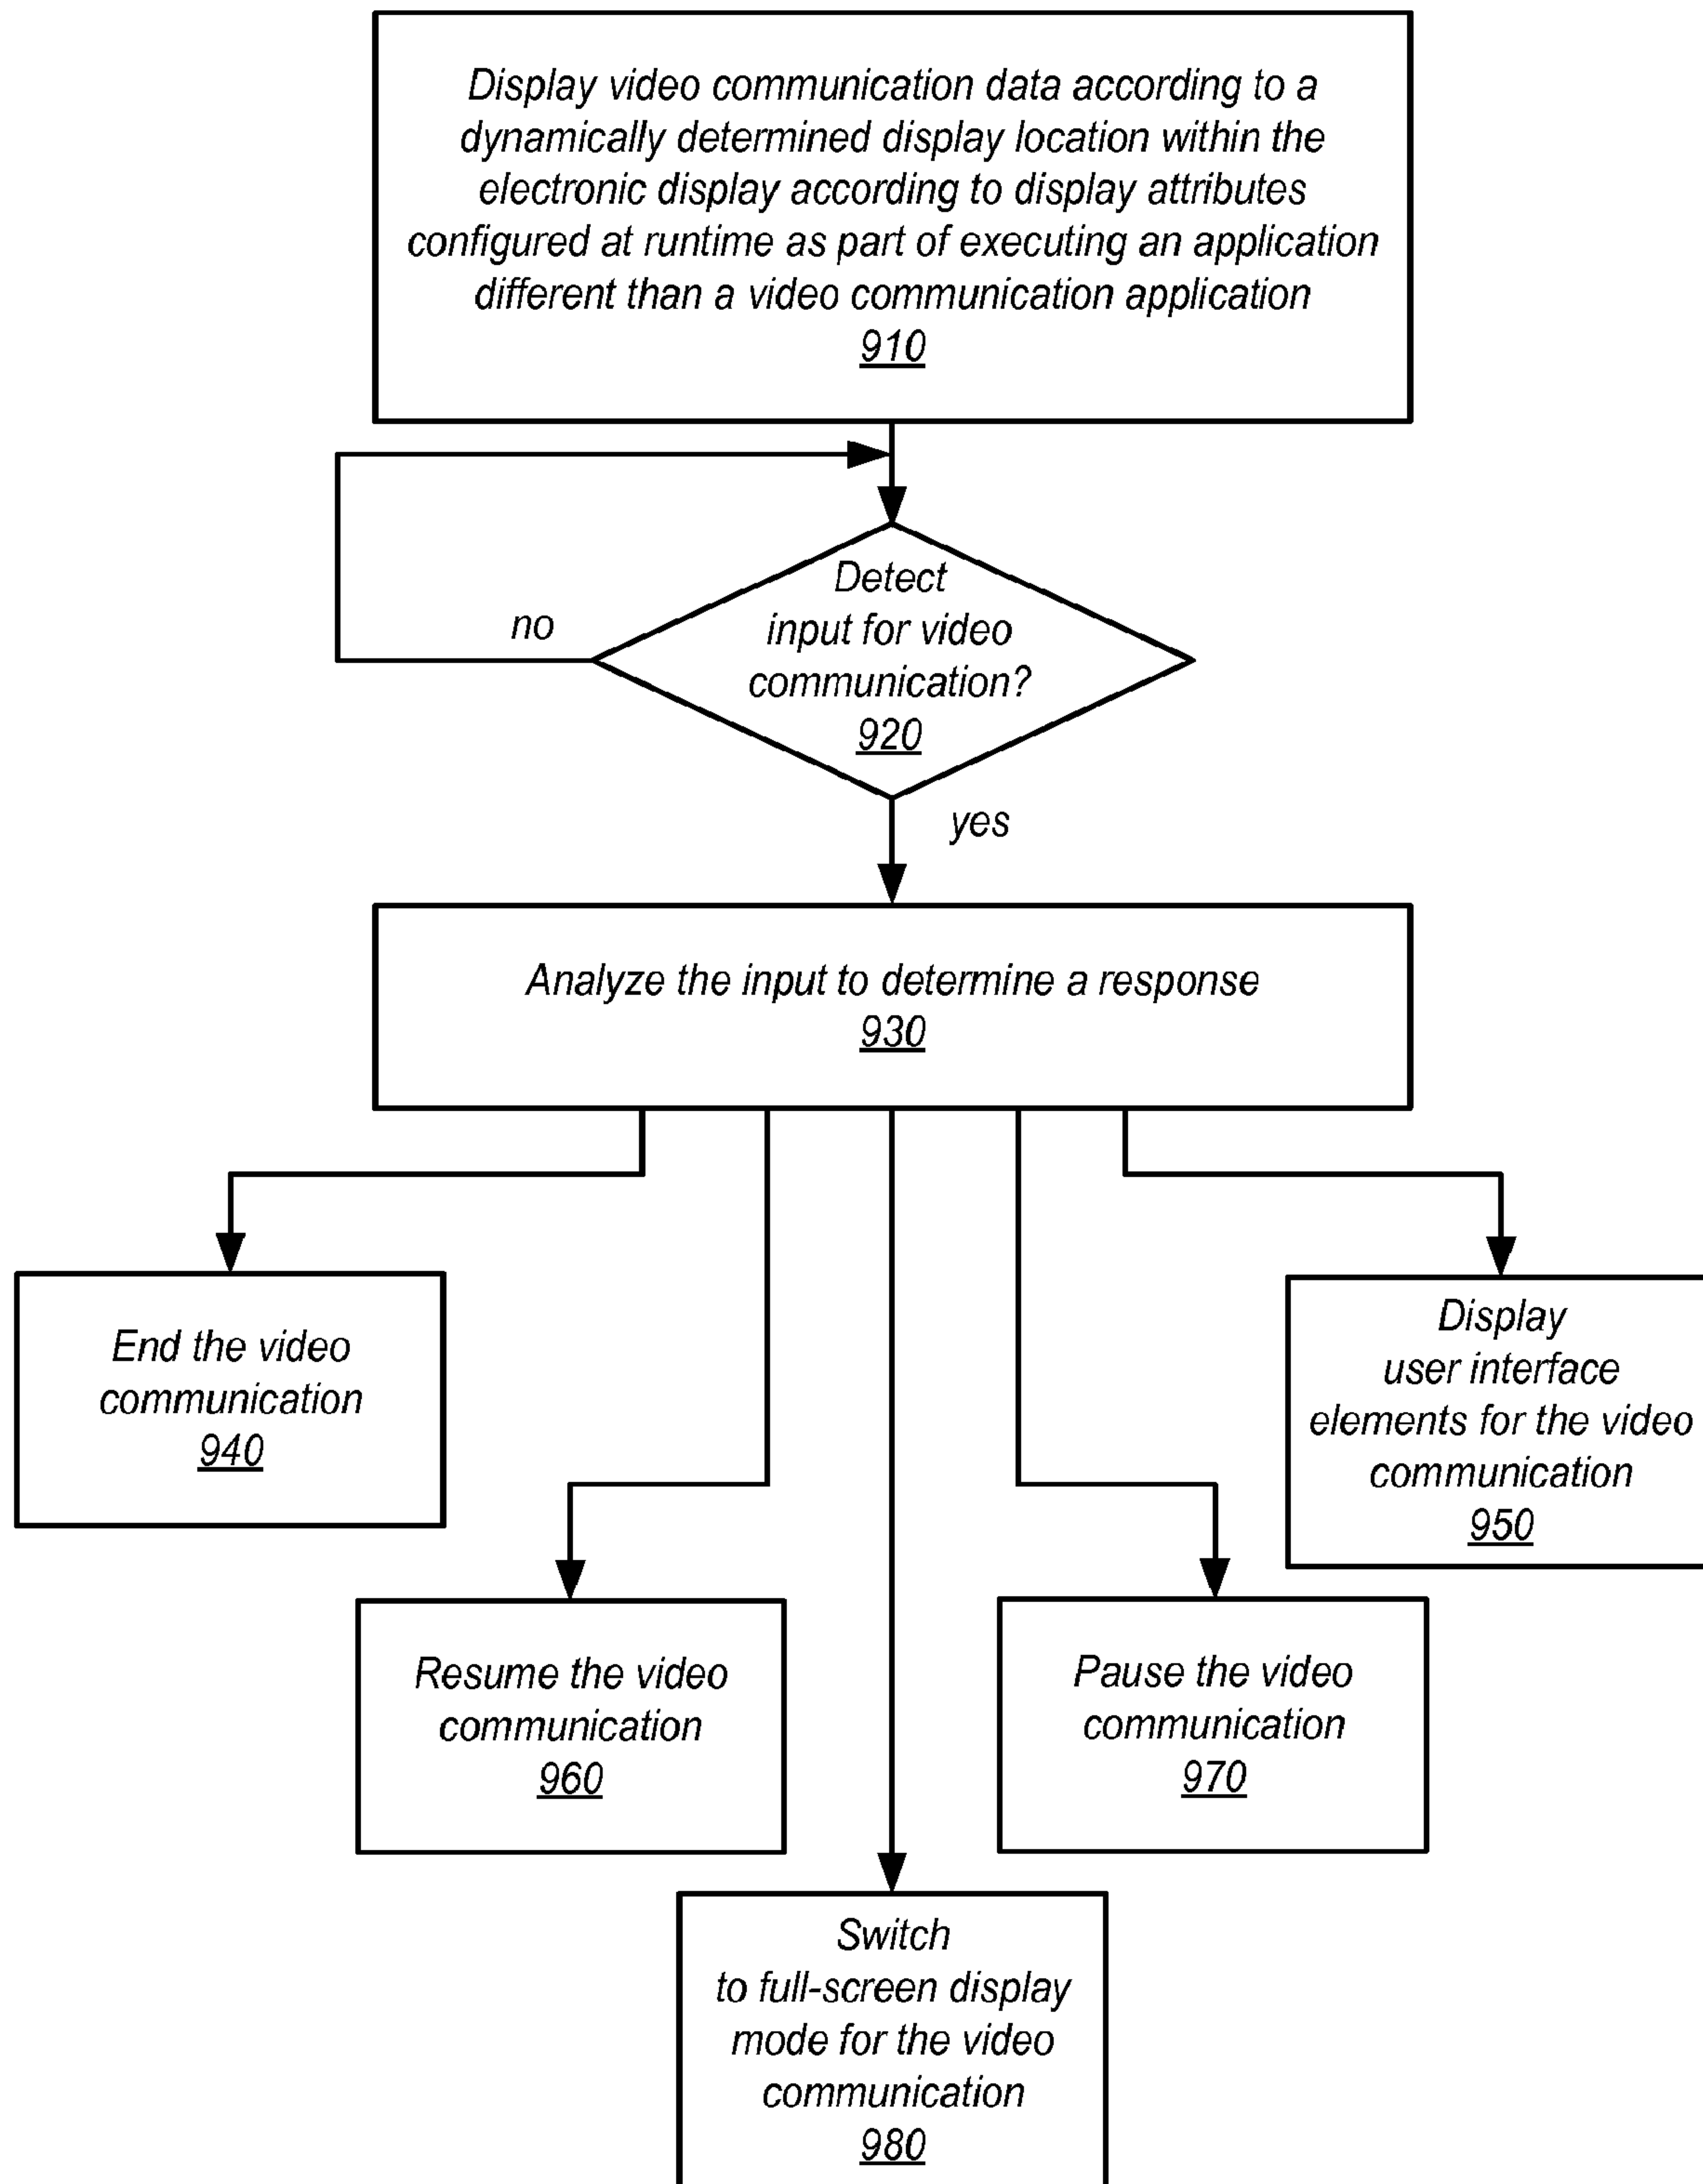 Display video communication data according to a
dynamically determined display location within the
electronic display according to display attributes
configured at runtime as part of executing an application
different than a video communication application
910
Detect
input for video
communication?
920
no
yes
Analyze the input to determine a response
930
End the video
communication
940
Display
user interface
elements for the video
communication
950
Resume the video
communication
960
Pause the video
communication
970
Switch
to full-screen display
mode for the video
communication
980